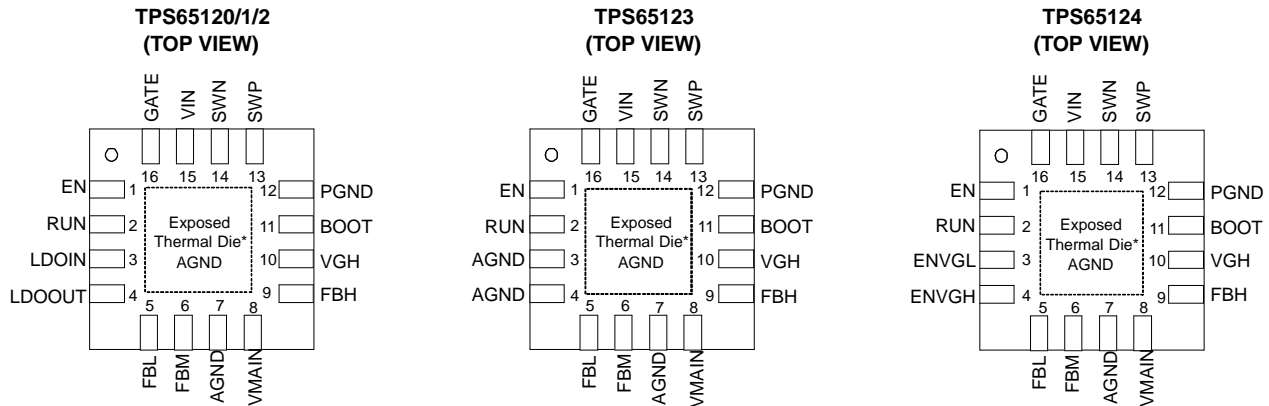 TPS65120/1/2
(TOP VIEW)
GATE
VIN
SWN
SWP
16
15
14
13
EN
1
RUN
2
LDOIN
3
LDOOUT
4
Exposed
Thermal Die*
AGND
12
PGND
11
BOOT
10
VGH
9
FBH
5
6
7
8
FBL
FBM
AGND
VMAIN
TPS65123
(TOP VIEW)
GATE
VIN
SWN
SWP
16
15
14
13
EN
1
RUN
2
AGND
3
AGND
4
Exposed
Thermal Die*
AGND
12
PGND
11
BOOT
10
VGH
9
FBH
5
6
7
8
FBL
FBM
AGND
VMAIN
TPS65124
(TOP VIEW)
GATE
VIN
SWN
SWP
16
15
14
13
EN
1
RUN
2
ENVGL
3
ENVGH
4
Exposed
Thermal Die*
AGND
12
PGND
11
BOOT
10
VGH
9
FBH
5
6
7
8
FBL
FBM
AGND
VMAIN